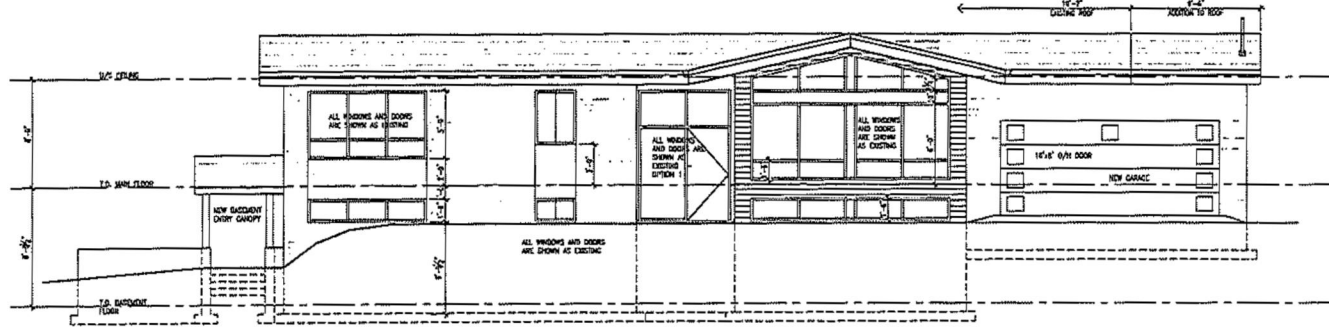 EXISTING ROOF
ADDITION TO ROOF
U/S CEILING
ALL WINDOWS AND DOORS
ARE SHOWN AS EXISTING
ALL WINDOWS
AND DOORS ARE
SHOWN AS
EXISTING
OPTION 1
ALL WINDOWS
AND DOORS
ARE SHOWN
AS EXISTING
16'x8' O/H DOOR
NEW GARAGE
T.O. MAIN FLOOR
NEW BASEMENT
ENTRY CANOPY
ALL WINDOWS AND DOORS
ARE SHOWN AS EXISTING
T.O. BASEMENT
FLOOR